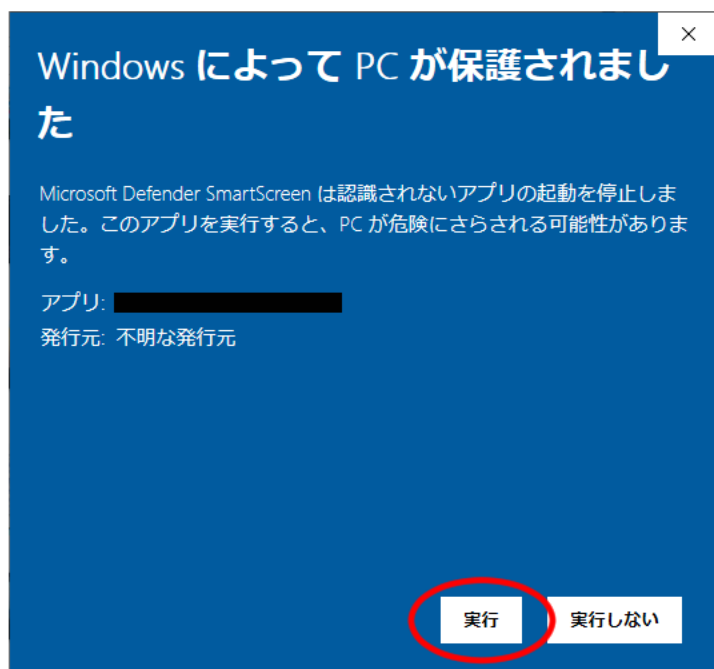 Windows によって PC が保護されまし
た
Microsoft Defender SmartScreen は認識されないアプリの起動を停止しま
した。このアプリを実行すると、PC が危険にさらされる可能性がありま
す。
アプリ:
発行元: 不明な発行元
実行 実行しない